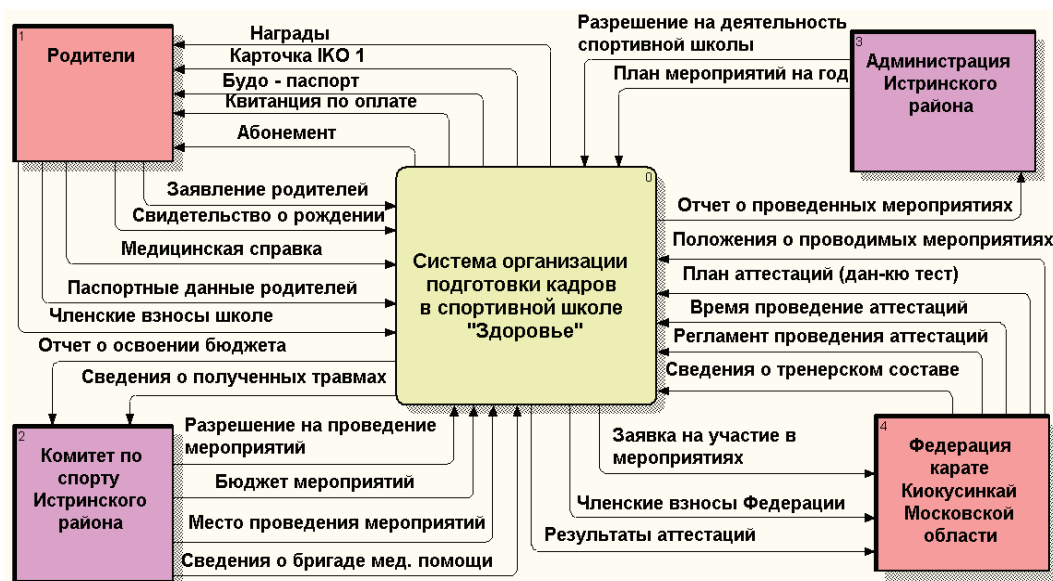 1
Родители
Награды
Карточка IKO 1
Будо - паспорт
Квитанция по оплате
Абонемент
Разрешение на деятельность
спортивной школы
План мероприятий на год
3
Администрация
Истринского
района
Заявление родителей
Свидетельство о рождении
Медицинская справка
Паспортные данные родителей
Членские взносы школе
0
Система организации
подготовки кадров
в спортивной школе
"Здоровье"
Отчет о проведенных мероприятиях
Положения о проводимых мероприятиях
План аттестаций (дан-кю тест)
Время проведение аттестаций
Регламент проведения аттестаций
Сведения о тренерском составе
Отчет о освоении бюджета
Сведения о полученных травмах
2
Комитет по
спорту
Истринского
района
Разрешение на проведение
мероприятий
Бюджет мероприятий
Место проведения мероприятий
Сведения о бригаде мед. помощи
Заявка на участие в
мероприятиях
Членские взносы Федерации
Результаты аттестаций
4
Федерация
карате
Киокусинкай
Московской
области